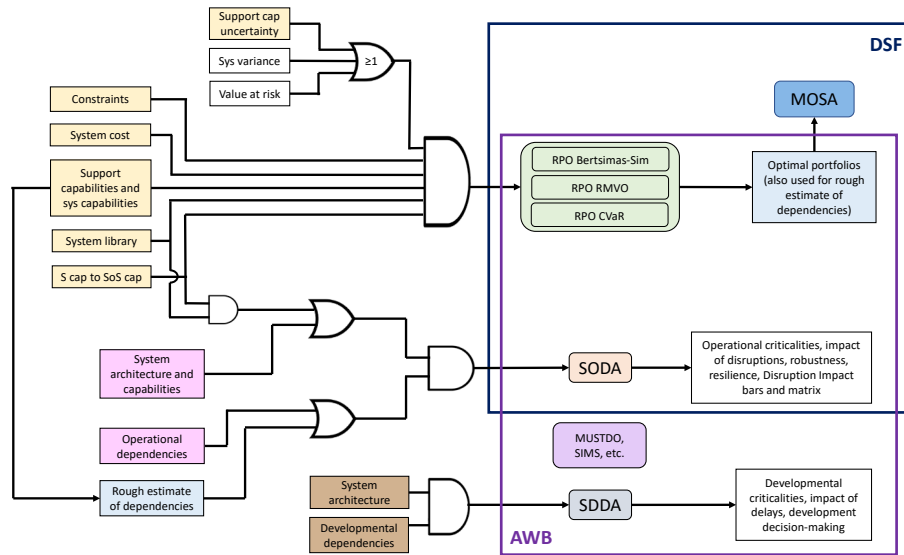 Support cap
uncertainty
DSF
Sys variance
≥1
Value at risk
Constraints
MOSA
System cost
RPO Bertsimas-Sim
RPO RMVO
RPO CVaR
Optimal portfolios
(also used for rough
estimate of
dependencies)
Support
capabilities and
sys capabilities
System library
S cap to SoS cap
System
architecture and
capabilities
SODA
Operational criticalities, impact
of disruptions, robustness,
resilience, Disruption Impact
bars and matrix
Operational
dependencies
MUSTDO,
SIMS, etc.
Rough estimate
of dependencies
System
architecture
Developmental
dependencies
SDDA
Developmental
criticalities, impact of
delays, development
decision-making
AWB